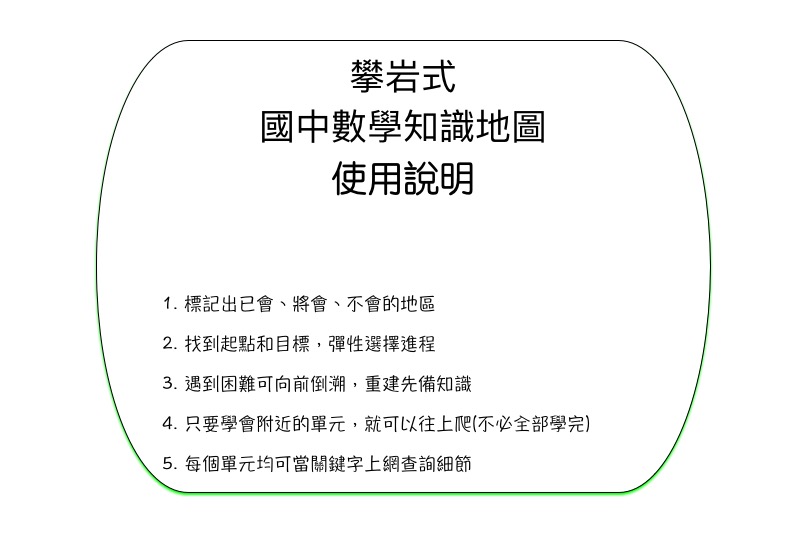 攀岩式
國中數學知識地圖
使用說明
1. 標記出已會、將會、不會的地區
2. 找到起點和目標，彈性選擇進程
3. 遇到困難可向前倒溯，重建先備知識
4. 只要學會附近的單元，就可以往上爬(不必全部學完)
5. 每個單元均可當關鍵字上網查詢細節